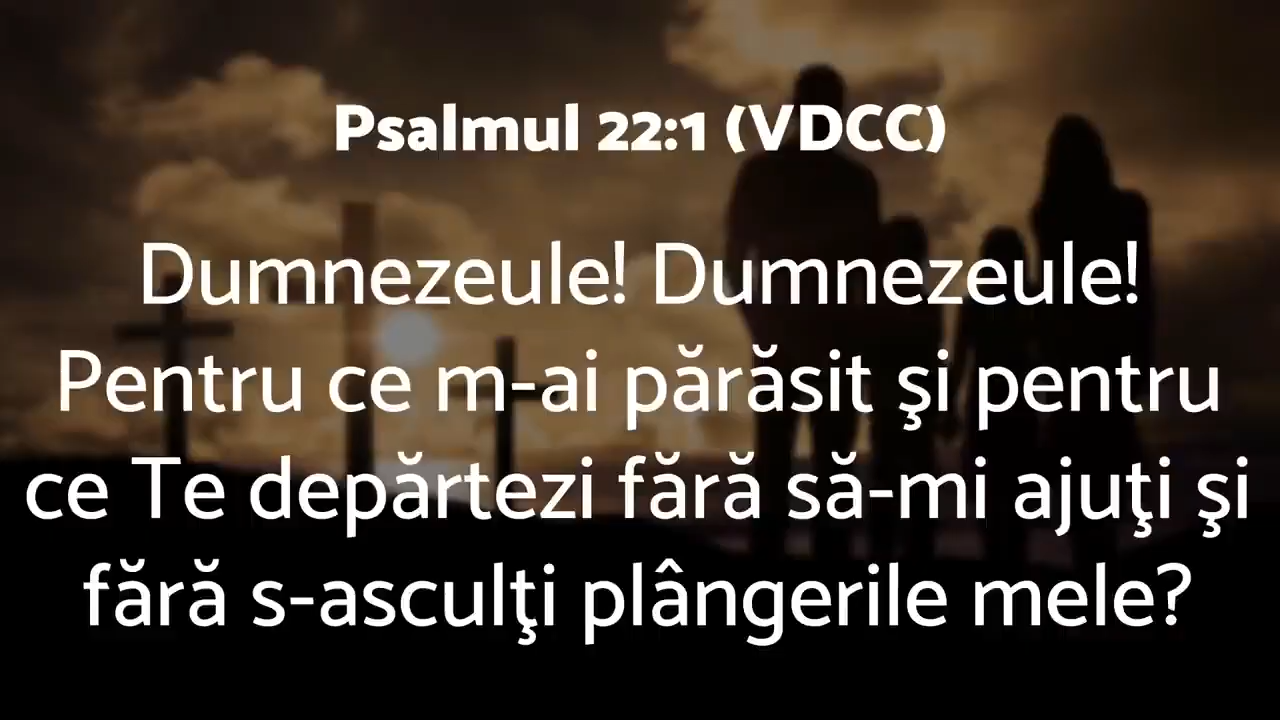 Psalmul 22:1 (VDCC)
Dumnezeule! Dumnezeule!
Pentru ce m-ai părăsit şi pentru
ce Te depărtezi fără să-mi ajuţi şi
fără s-asculţi plângerile mele?